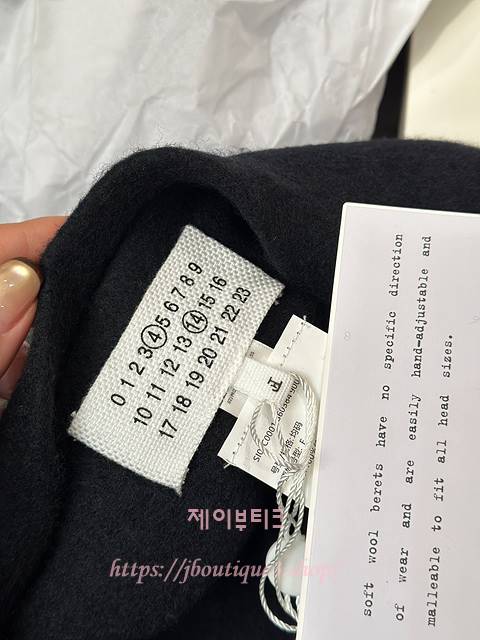 0 1 2 3 4 5 6 7 8 9
10 11 12 13 14 15 16
17 18 19 20 21 22 23
F
soft wool berets have no specific direction
of wear and are easily hand-adjustable and
malleable to fit all head sizes.
제이부티크
https://jboutique.shop/